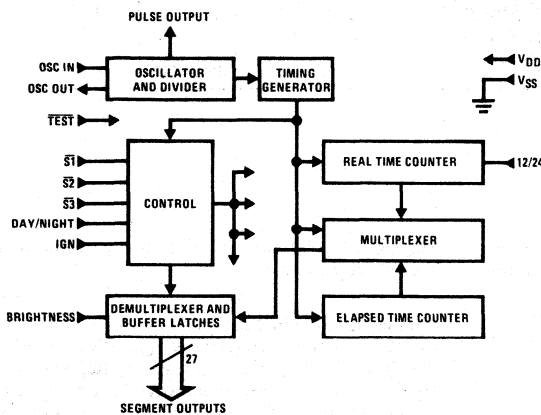 PULSE OUTPUT
OSC IN
OSC OUT
OSCILLATOR
AND DIVIDER
TIMING
GENERATOR
VDD
VSS
TEST
S1
S2
S3
DAY/NIGHT
IGN
CONTROL
REAL TIME COUNTER
12/24
MULTIPLEXER
BRIGHTNESS
DEMULTIPLEXER AND
BUFFER LATCHES
ELAPSED TIME COUNTER
27
SEGMENT OUTPUTS